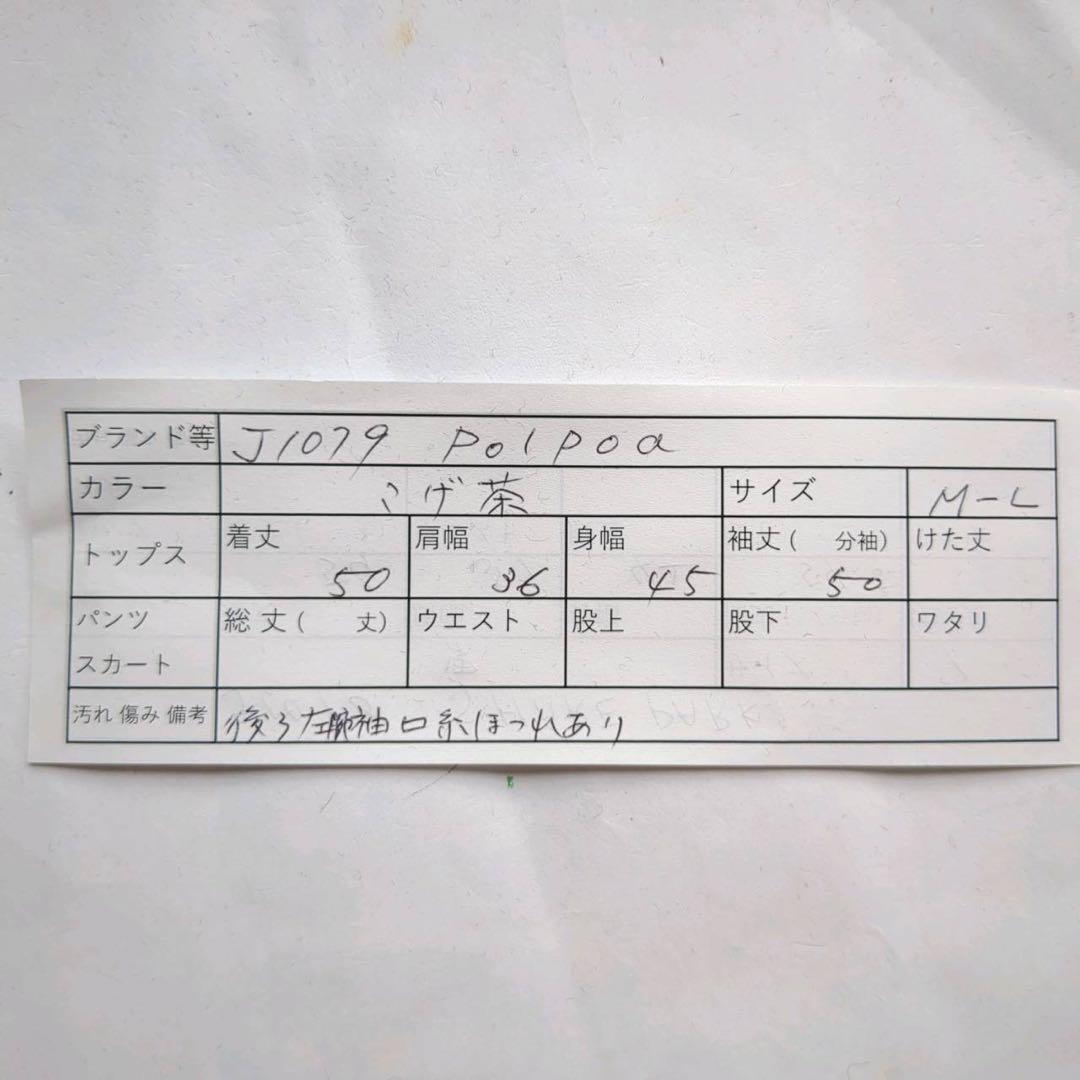 ブランド等 J1079 polpoa
カラー こげ茶 サイズ M-L
トップス 着丈 50 肩幅 36 身幅 45 袖丈( 分袖) 50 けた丈
パンツ スカート 総丈( 丈) ウエスト 股上 股下 ワタリ
汚れ 傷み 備考 後ろ左腕袖口糸ほつれあり